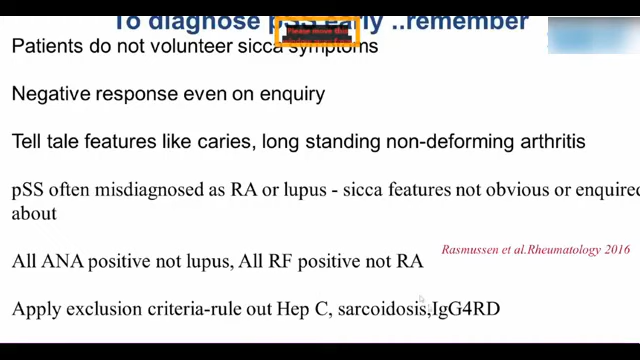 To diagnose pSS early ..remember
Please move this
Patients do not volunteer sicca symptoms
Negative response even on enquiry
Tell tale features like caries, long standing non-deforming arthritis
pSS often misdiagnosed as RA or lupus - sicca features not obvious or enquired
about
Rasmussen et al.Rheumatology 2016
All ANA positive not lupus, All RF positive not RA
Apply exclusion criteria-rule out Hep C, sarcoidosis,IgG4RD